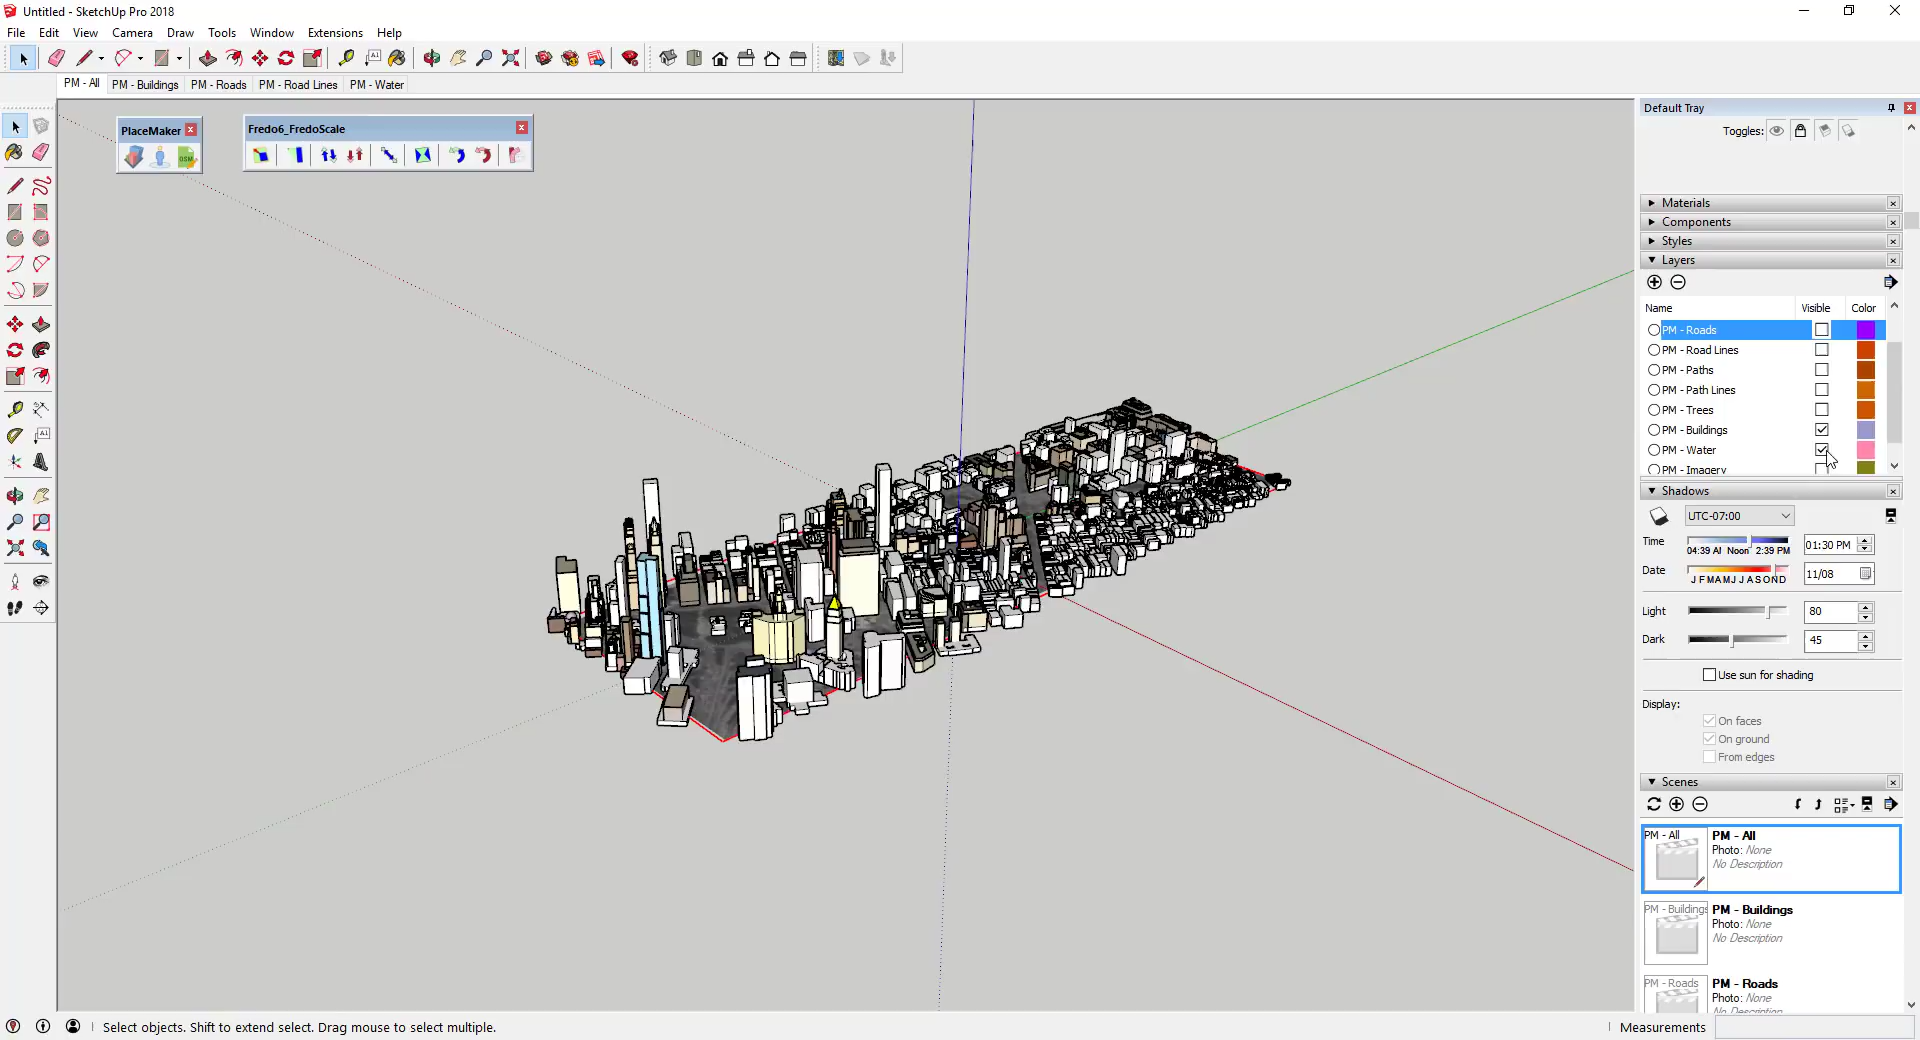 Untitled - SketchUp Pro 2018
File Edit View Camera Draw Tools Window Extensions Help
PM - All PM - Buildings PM - Roads PM - Road Lines PM - Water
Default Tray
PlaceMaker
Fredo6_FredoScale
OSM
Toggles:
Materials
Components
Styles
Layers
Name Visible Color
PM - Roads
PM - Road Lines
PM - Paths
PM - Path Lines
PM - Trees
PM - Buildings
PM - Water
PM - Imagery
Shadows
UTC-07:00
Time 04:39 AI Noon 2:39 PM 01:30 PM
Date J F M A M J J A S O N D 11/08
Light 80
Dark 45
Use sun for shading
Display:
On faces
On ground
From edges
Scenes
PM - All PM - All
Photo: None
No Description
PM - Buildings PM - Buildings
Photo: None
No Description
PM - Roads PM - Roads
Photo: None
No Description
Select objects. Shift to extend select. Drag mouse to select multiple.
Measurements